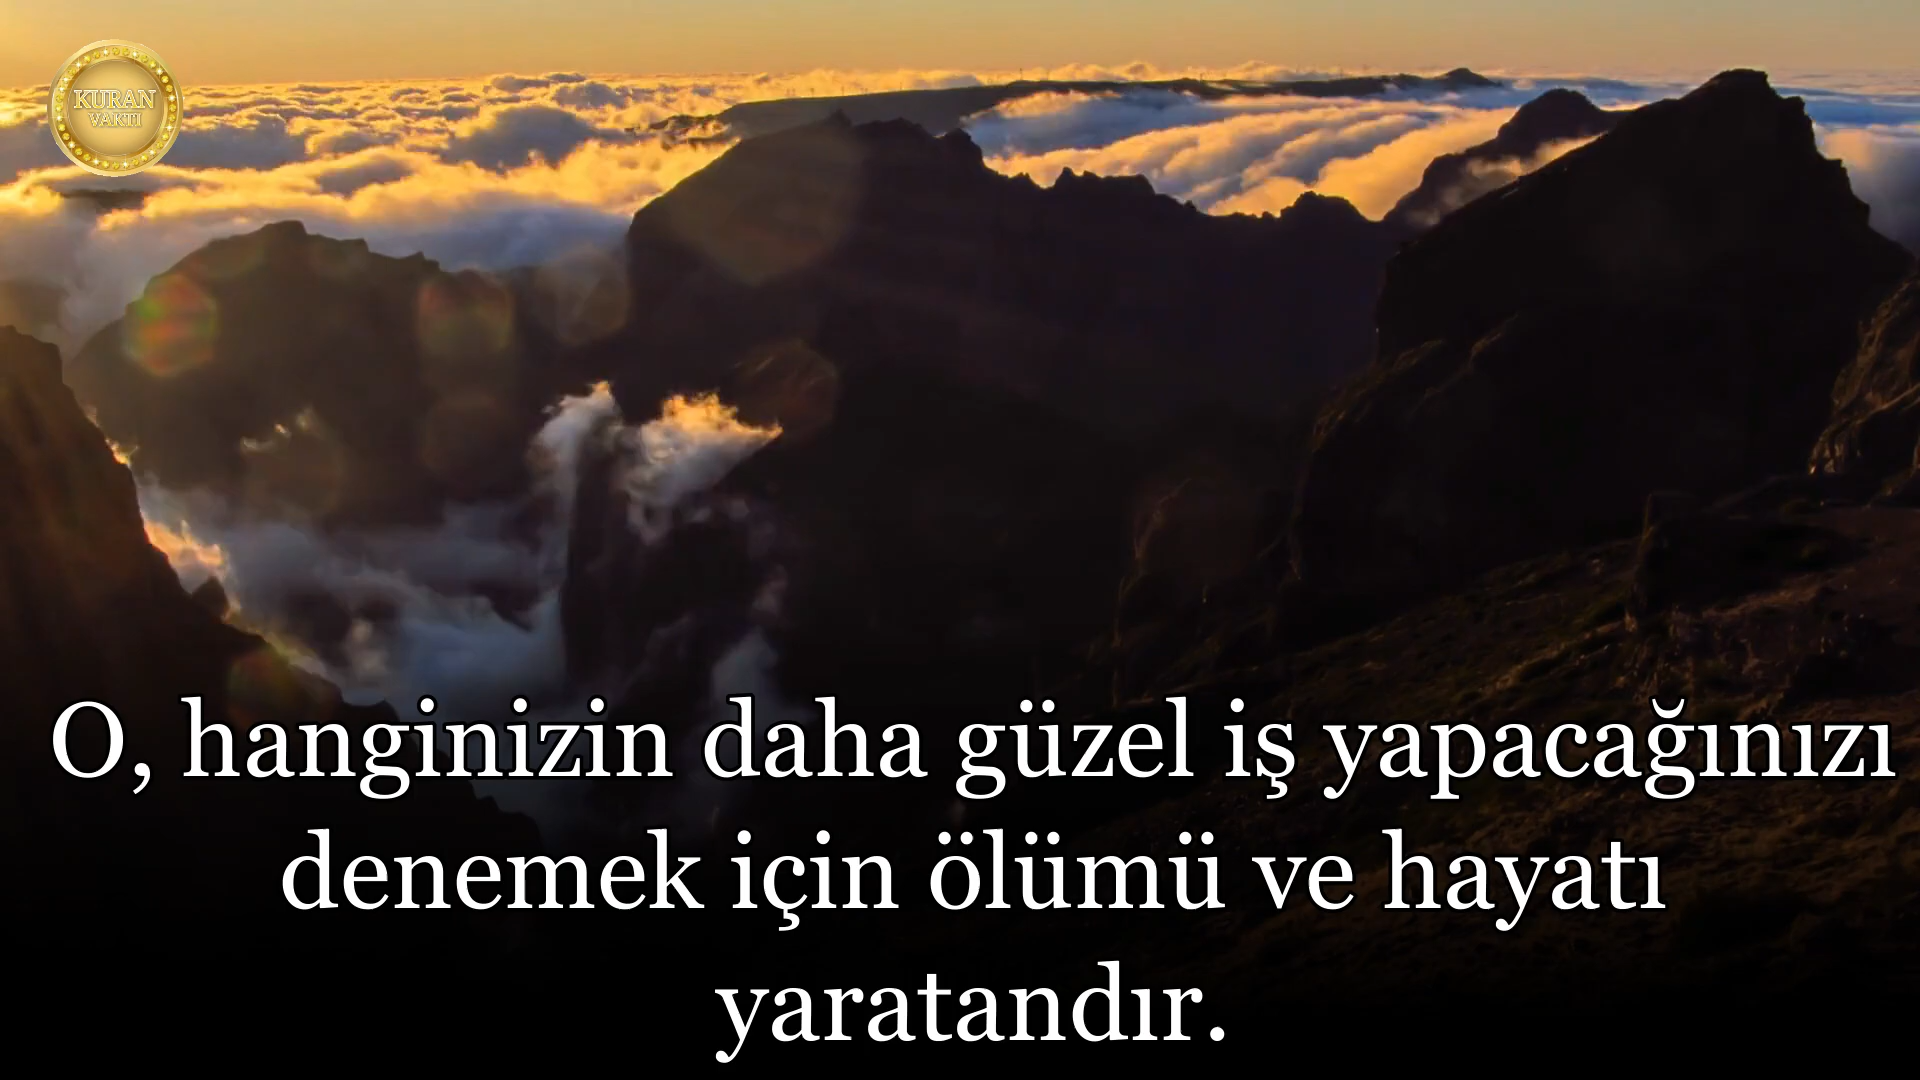 KURAN
VAKTİ
O, hanginizin daha güzel iş yapacağınızı
denemek için ölümü ve hayatı
yaratandır.